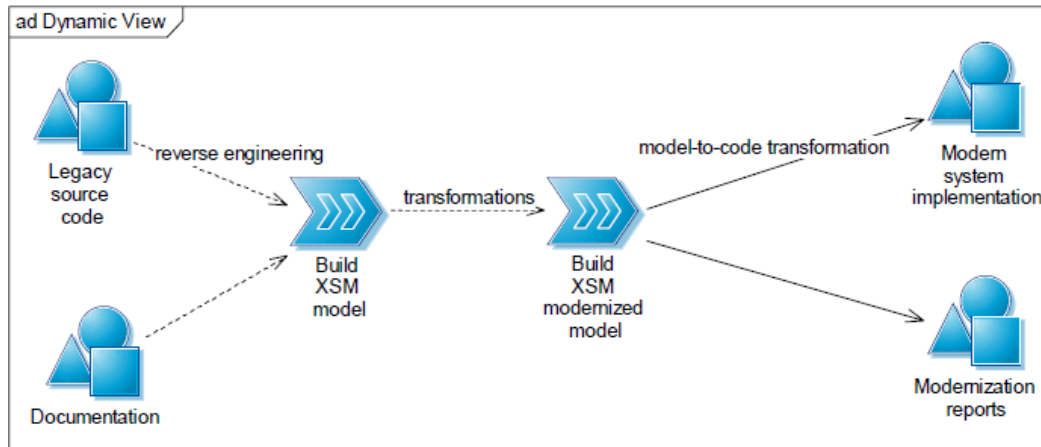 ad Dynamic View
Legacy
source
code
reverse engineering
Build
XSM
model
transformations
Build
XSM
modernized
model
model-to-code transformation
Modern
system
implementation
Documentation
Modernization
reports